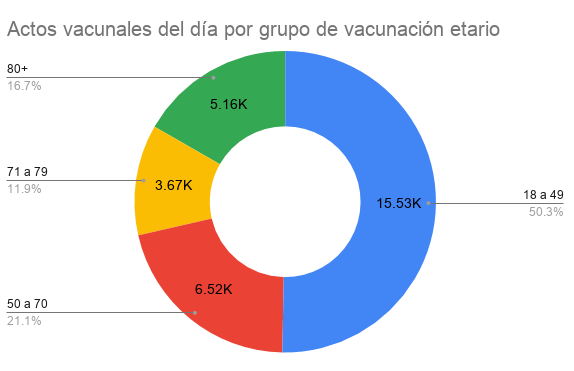 Actos vacunales del día por grupo de vacunación etario
80+
16.7%
5.16K
71 a 79
11.9%
3.67K
18 a 49
50.3%
15.53K
50 a 70
21.1%
6.52K